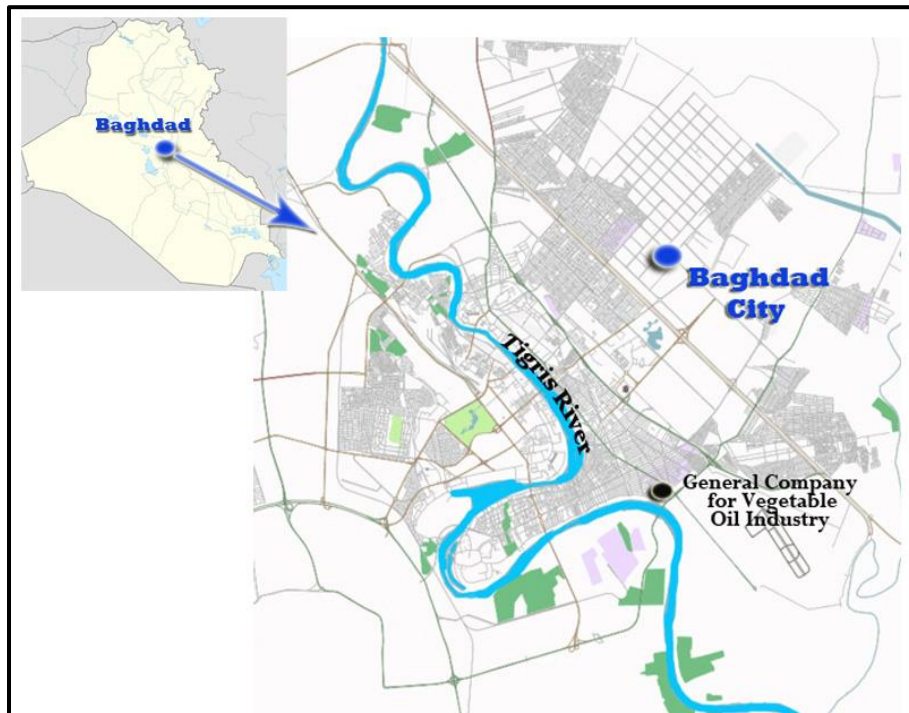 Baghdad
Baghdad
City
Tigris River
General Company
for Vegetable
Oil Industry